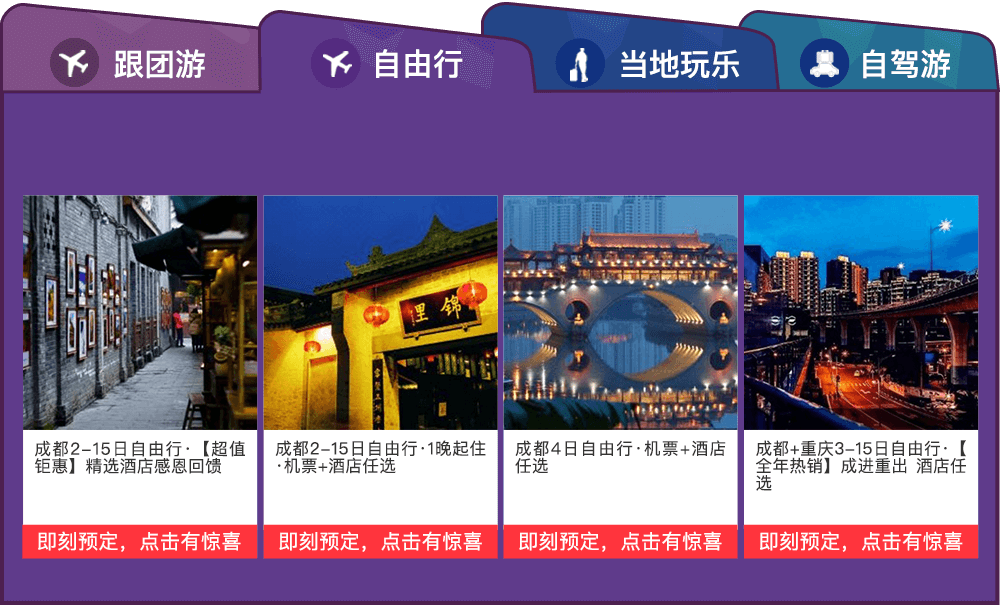 跟团游
自由行
当地玩乐
自驾游
里锦
成都2-15日自由行·【超值
钜惠】精选酒店感恩回馈
即刻预定，点击有惊喜
成都2-15日自由行·1晚起住
·机票+酒店任选
即刻预定，点击有惊喜
成都4日自由行·机票+酒店
任选
即刻预定，点击有惊喜
成都+重庆3-15日自由行·【
全年热销】成进重出 酒店任
选
即刻预定，点击有惊喜